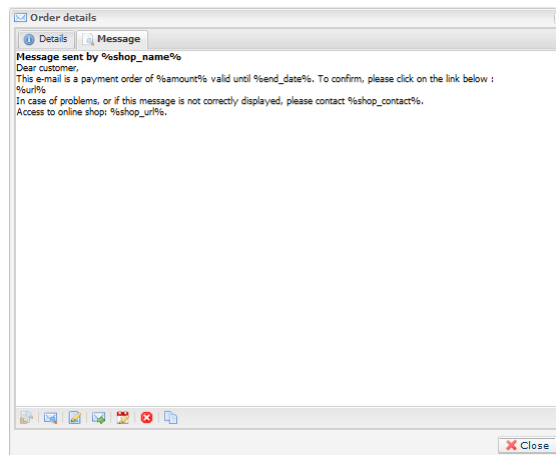 Order details
Details
Message
Message sent by %shop_name%
Dear customer,
This e-mail is a payment order of %amount% valid until %end_date%. To confirm, please click on the link below :
%url%
In case of problems, or if this message is not correctly displayed, please contact %shop_contact%.
Access to online shop: %shop_url%.
Close